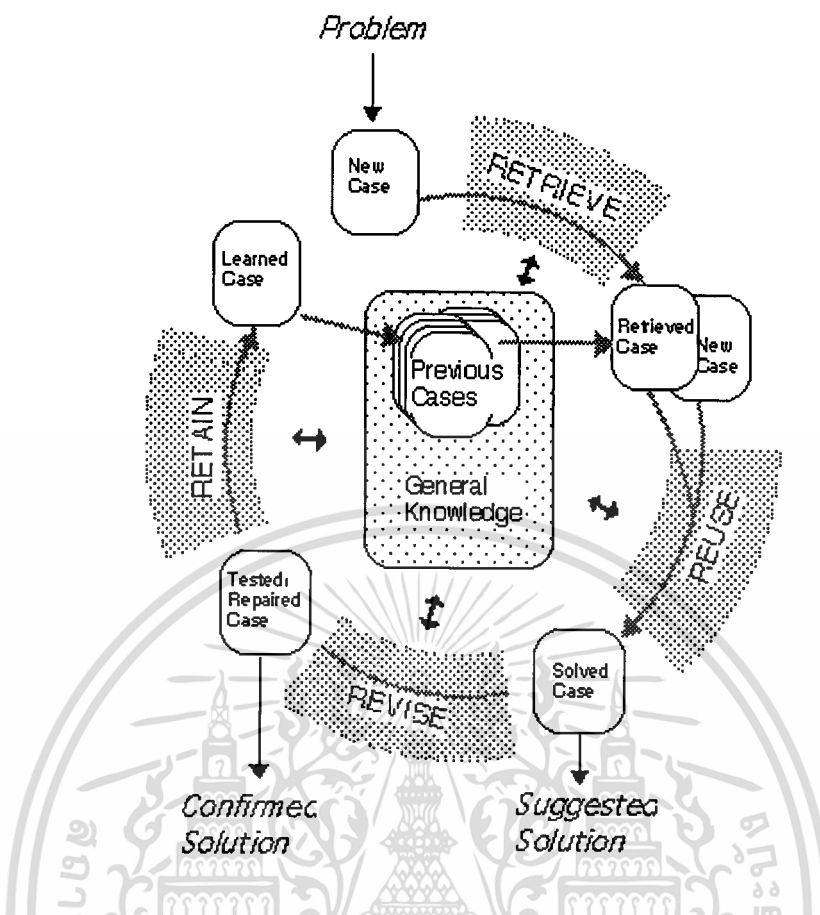 Problem
New
Case
RETRIEVE
Learned
Case
Retrieved
Case
New
Case
Previous
Cases
RETAIN
General
Knowledge
REUSE
Tested/
Repaired
Case
Solved
Case
REVISE
Confirmed
Solution
Suggested
Solution